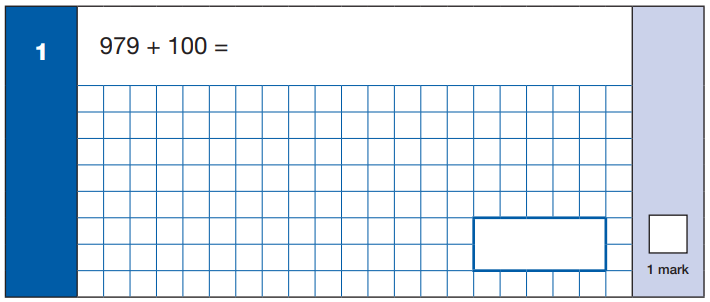 1
979 + 100 =
1 mark